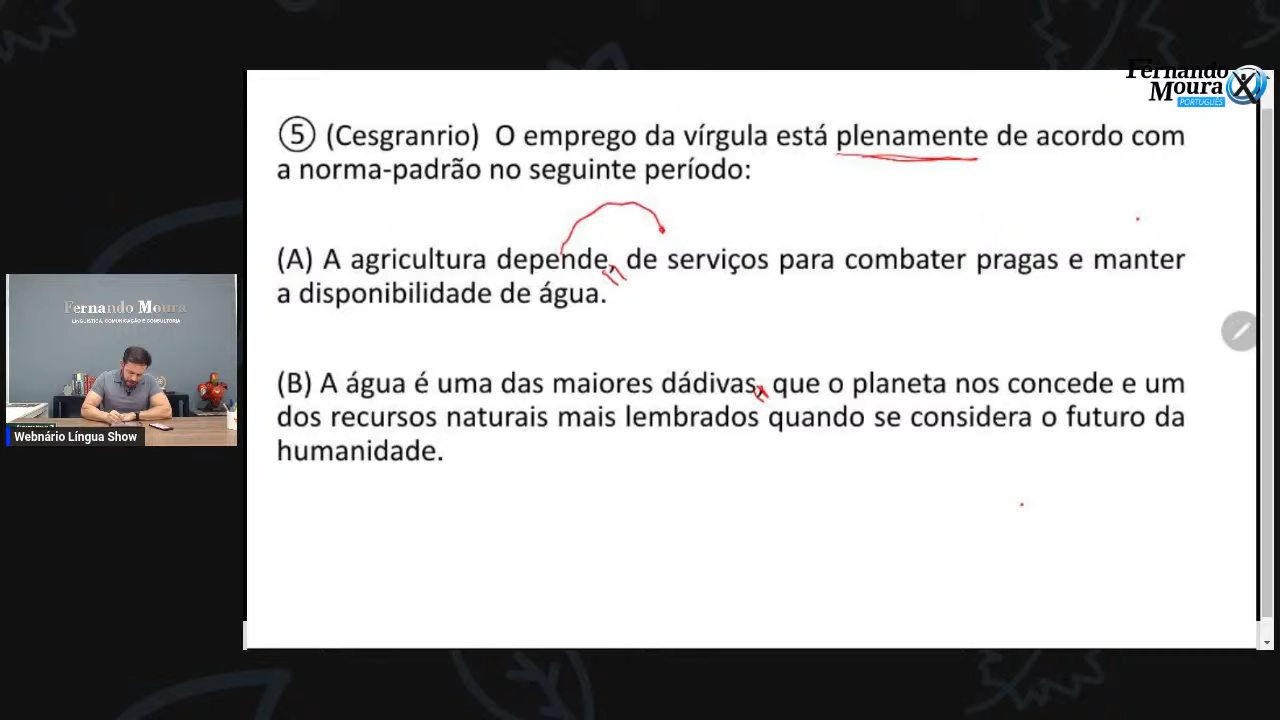 Fernando
Moura
PORTUGUÊS
⑤ (Cesgranrio) O emprego da vírgula está plenamente de acordo com
a norma-padrão no seguinte período:
(A) A agricultura depende, de serviços para combater pragas e manter
a disponibilidade de água.
(B) A água é uma das maiores dádivas, que o planeta nos concede e um
dos recursos naturais mais lembrados quando se considera o futuro da
humanidade.
Fernando Moura
LINGUÍSTICA, COMUNICAÇÃO E CONSULTORIA
Webnário Língua Show